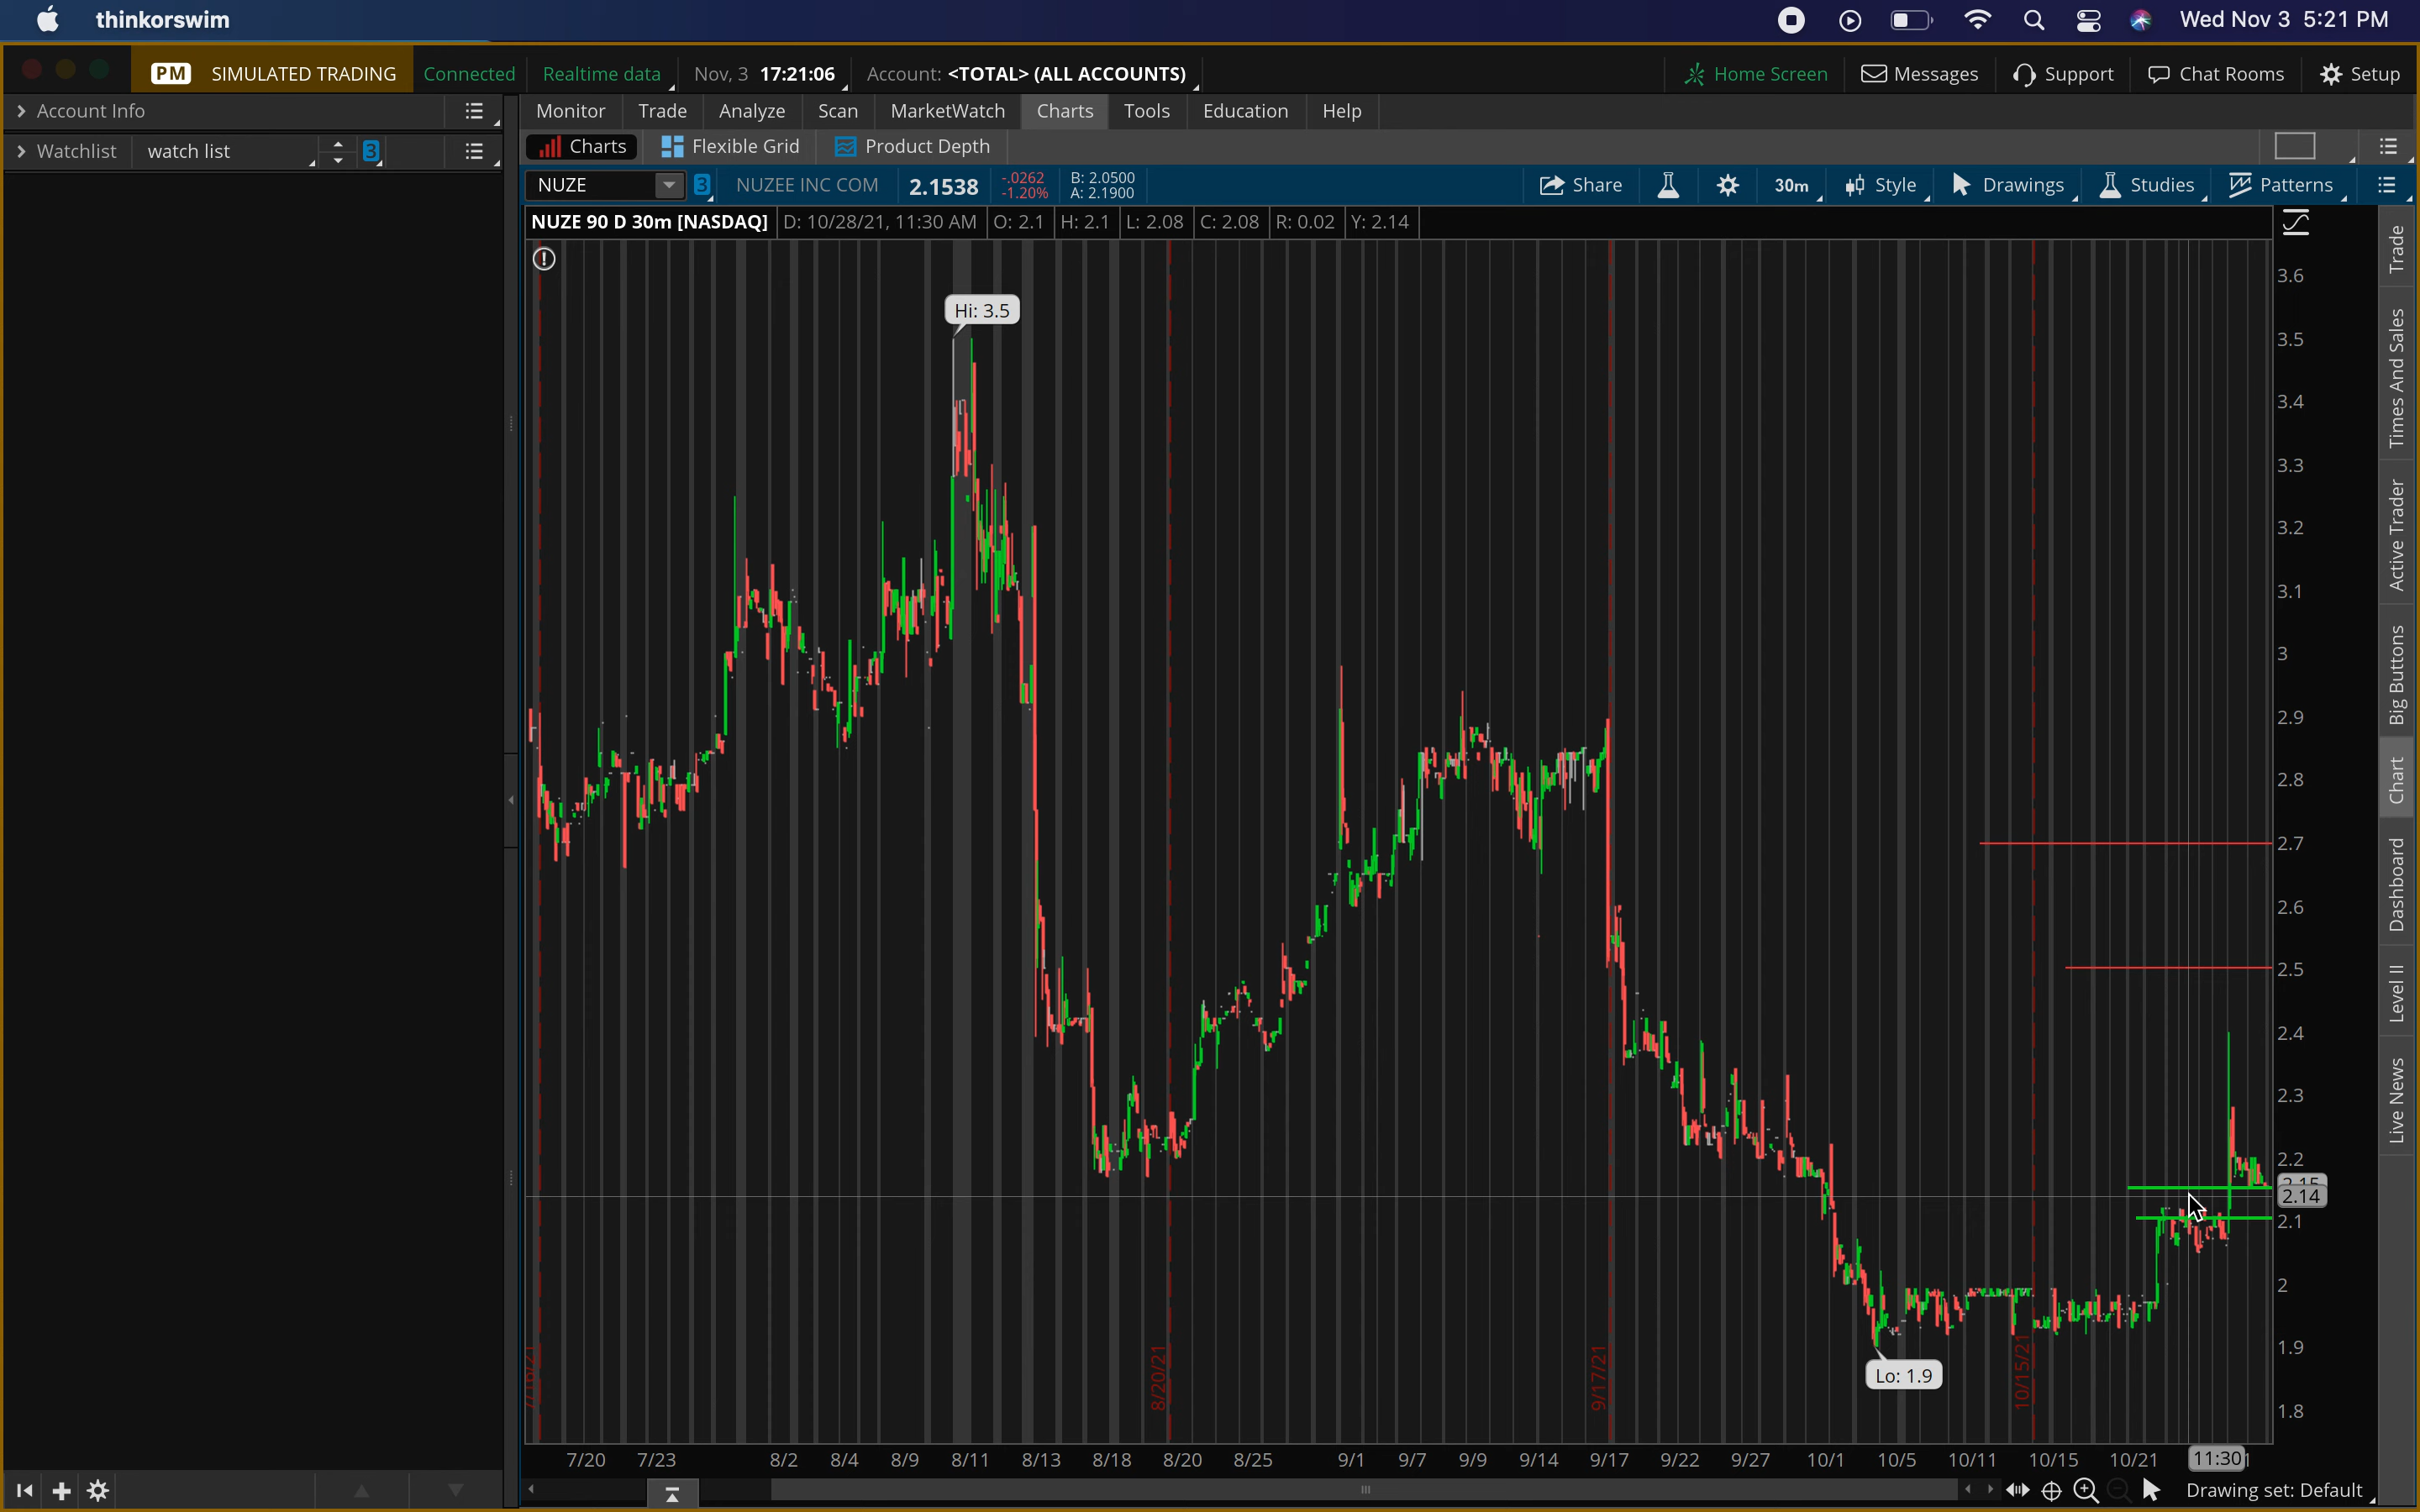 thinkorswim
Wed Nov 3 5:21 PM
PM SIMULATED TRADING Connected Realtime data Nov, 3 17:21:06 Account: <TOTAL> (ALL ACCOUNTS) Home Screen Messages Support Chat Rooms Setup
Account Info
Monitor Trade Analyze Scan MarketWatch Charts Tools Education Help
Watchlist watch list 3
Charts Flexible Grid Product Depth
NUZE 3 NUZEE INC COM 2.1538 -.0262 -1.20% B: 2.0500 A: 2.1900 Share 30m Style Drawings Studies Patterns
NUZE 90 D 30m [NASDAQ] D: 10/28/21, 11:30 AM O: 2.1 H: 2.1 L: 2.08 C: 2.08 R: 0.02 Y: 2.14
Hi: 3.5
3.6
3.5
3.4
3.3
3.2
3.1
3
2.9
2.8
2.7
2.6
2.5
2.4
2.3
2.2
2.15
2.14
2.1
2
1.9
1.8
Lo: 1.9
7/16/21
8/20/21
9/17/21
10/15/21
7/20 7/23 8/2 8/4 8/9 8/11 8/13 8/18 8/20 8/25 9/1 9/7 9/9 9/14 9/17 9/22 9/27 10/1 10/5 10/11 10/15 10/21 11:30
Drawing set: Default
Trade
Times And Sales
Active Trader
Big Buttons
Chart
Dashboard
Level II
Live News